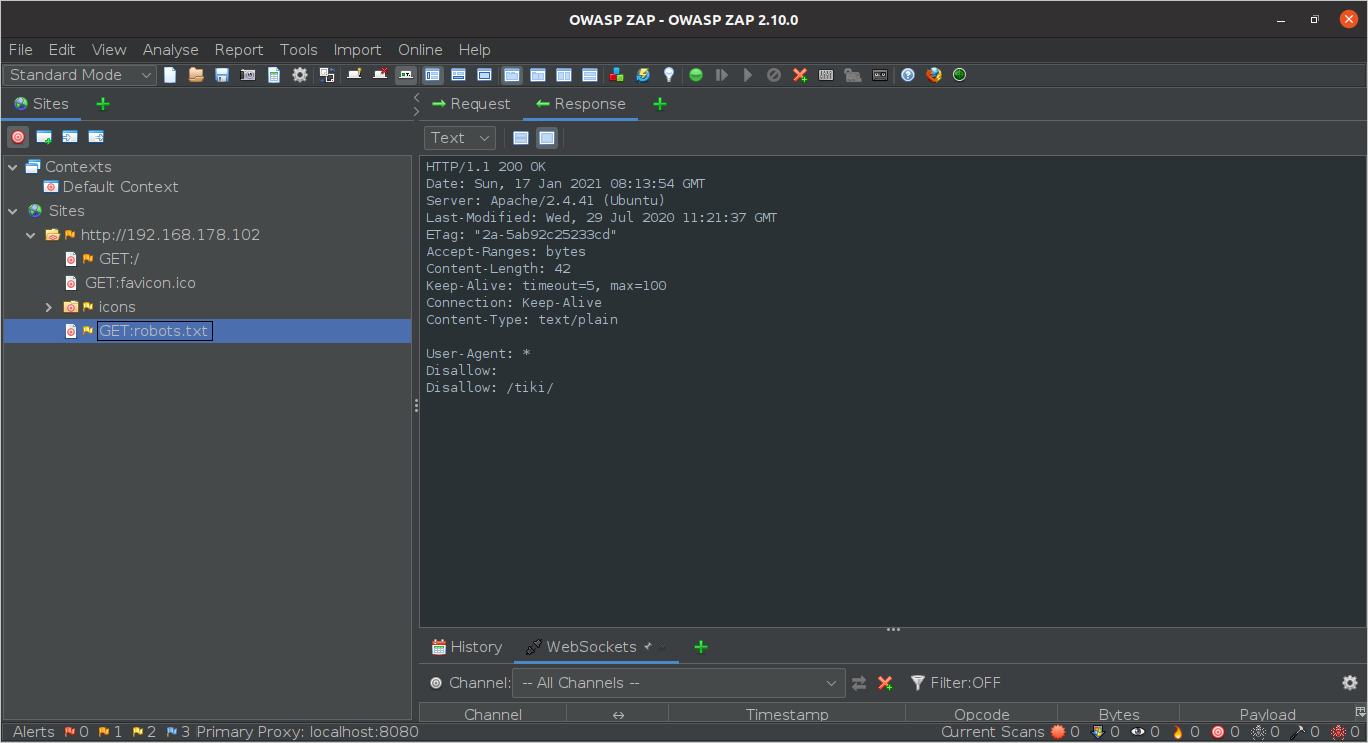 OWASP ZAP - OWASP ZAP 2.10.0
File Edit View Analyse Report Tools Import Online Help
Standard Mode
Sites
Request Response
Text
Contexts
Default Context
Sites
http://192.168.178.102
GET:/
GET:favicon.ico
icons
GET:robots.txt
HTTP/1.1 200 OK
Date: Sun, 17 Jan 2021 08:13:54 GMT
Server: Apache/2.4.41 (Ubuntu)
Last-Modified: Wed, 29 Jul 2020 11:21:37 GMT
ETag: "2a-5ab92c25233cd"
Accept-Ranges: bytes
Content-Length: 42
Keep-Alive: timeout=5, max=100
Connection: Keep-Alive
Content-Type: text/plain
User-Agent: *
Disallow:
Disallow: /tiki/
History WebSockets
Channel: -- All Channels -- Filter:OFF
Channel Timestamp Opcode Bytes Payload
Alerts 0 1 2 3 Primary Proxy: localhost:8080 Current Scans 0 0 0 0 0 0 0 0